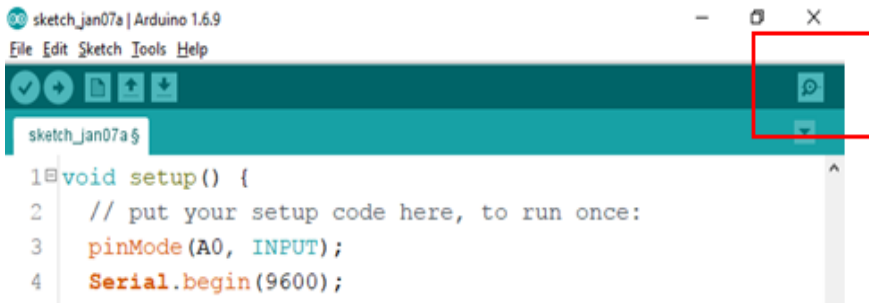 sketch_jan07a | Arduino 1.6.9
File Edit Sketch Tools Help
sketch_jan07a §
1 void setup() {
2 // put your setup code here, to run once:
3 pinMode(A0, INPUT);
4 Serial.begin(9600);